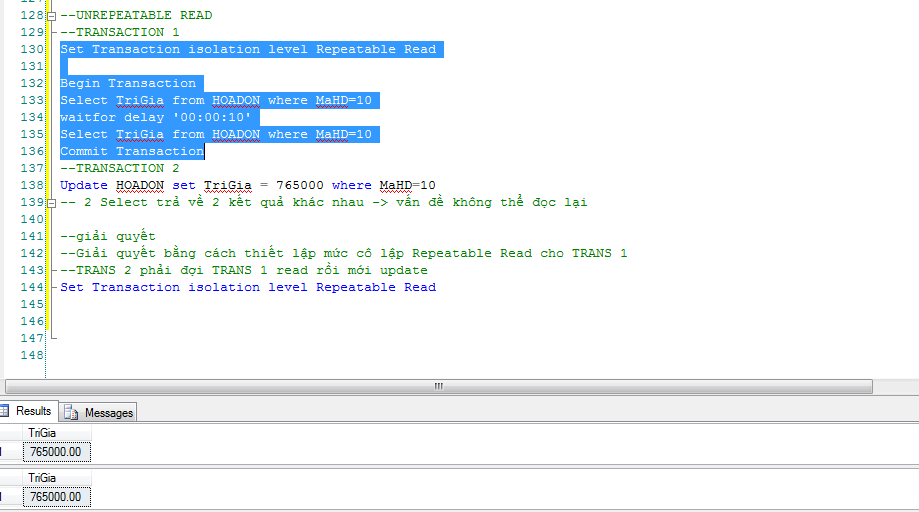 127
128 --UNREPEATABLE READ
129 --TRANSACTION 1
130 Set Transaction isolation level Repeatable Read
131
132 Begin Transaction
133 Select TriGia from HOADON where MaHD=10
134 waitfor delay '00:00:10'
135 Select TriGia from HOADON where MaHD=10
136 Commit Transaction
137 --TRANSACTION 2
138 Update HOADON set TriGia = 765000 where MaHD=10
139 -- 2 Select trả về 2 kết quả khác nhau -> vấn đề không thể đọc lại
140
141 --giải quyết
142 --Giải quyết bằng cách thiết lập mức cô lập Repeatable Read cho TRANS 1
143 --TRANS 2 phải đợi TRANS 1 read rồi mới update
144 Set Transaction isolation level Repeatable Read
145
146
147
148
Results Messages
TriGia
765000.00
TriGia
765000.00